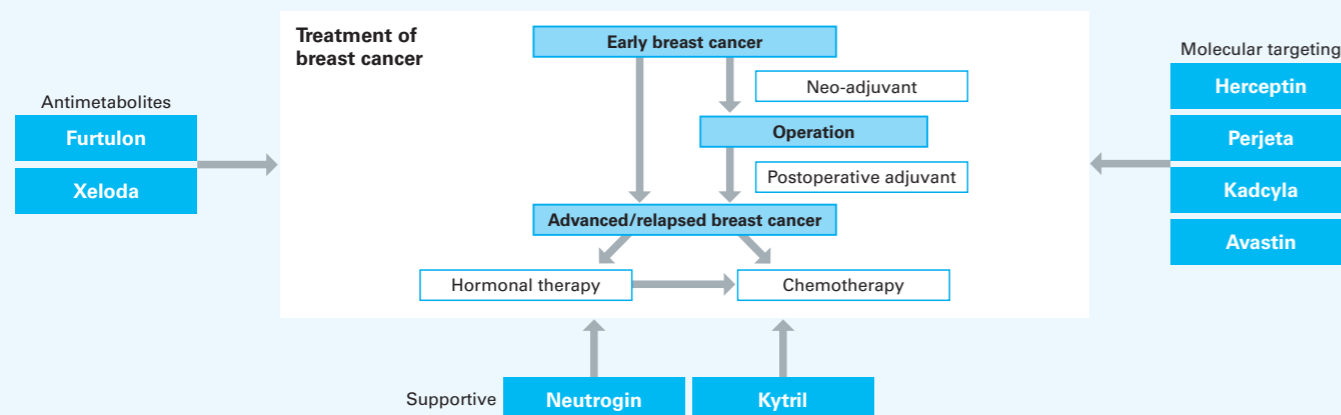 Treatment of
breast cancer
Early breast cancer
Neo-adjuvant
Operation
Postoperative adjuvant
Advanced/relapsed breast cancer
Hormonal therapy
Chemotherapy
Antimetabolites
Furtulon
Xeloda
Molecular targeting
Herceptin
Perjeta
Kadcyla
Avastin
Supportive
Neutrogin
Kytril